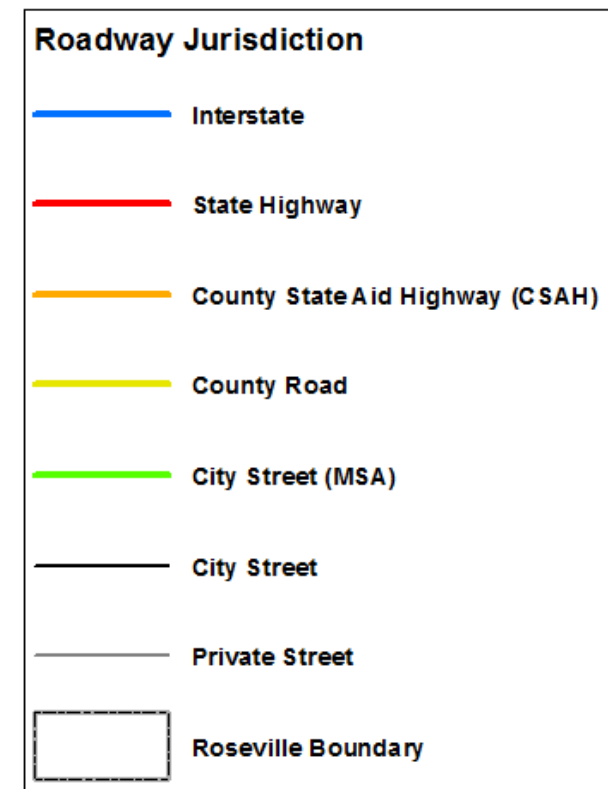 Roadway Jurisdiction
Interstate
State Highway
County State Aid Highway (CSAH)
County Road
City Street (MSA)
City Street
Private Street
Roseville Boundary